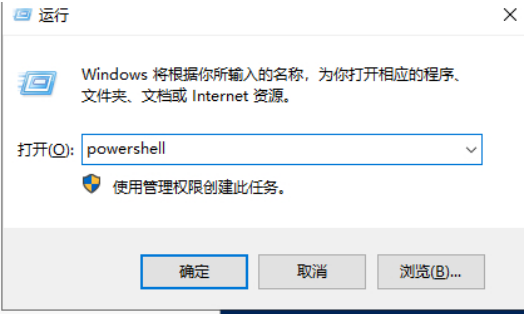 运行
Windows 将根据你所输入的名称，为你打开相应的程序、
文件夹、文档或 Internet 资源。
打开(O): powershell
使用管理权限创建此任务。
确定 取消 浏览(B)...